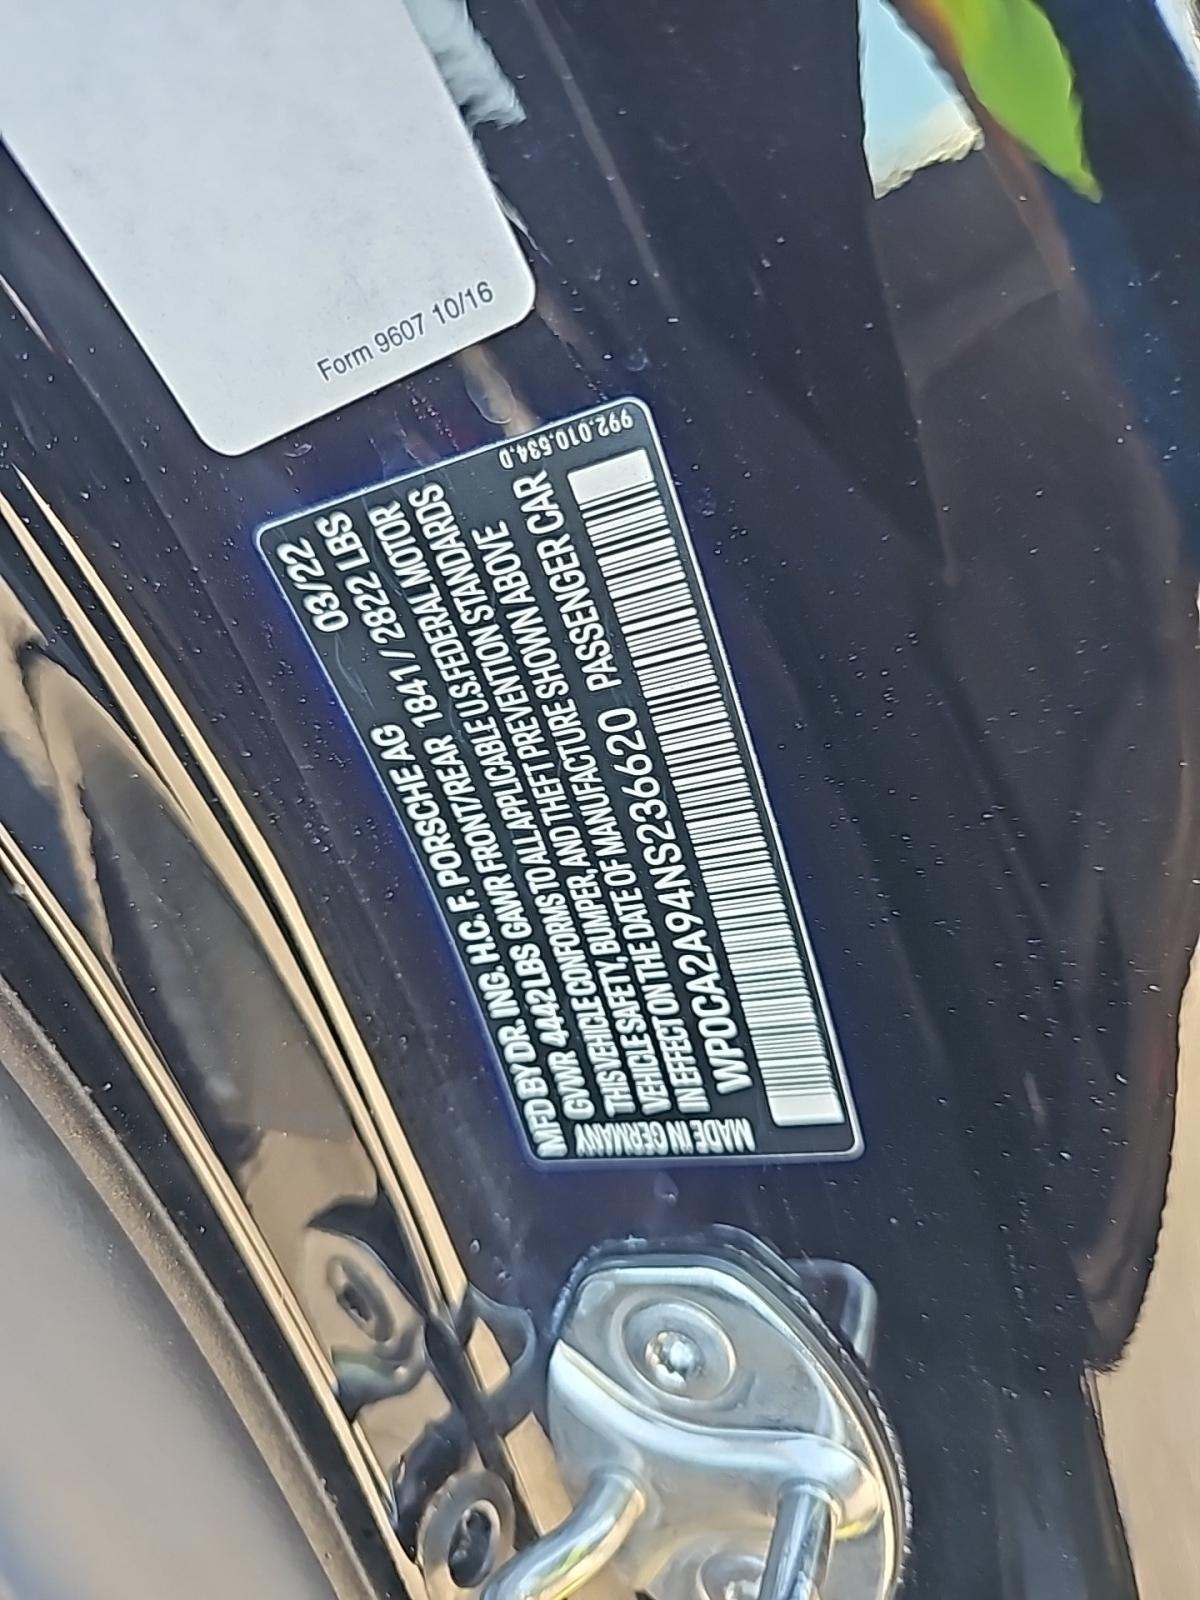 Form 9607 10/16
992.010.634.0
MFD BY DR. ING. H.C. F. PORSCHE AG 03/22
GVWR 4442 LBS GAWR FRONT/REAR 1841 / 2822 LBS
THIS VEHICLE CONFORMS TO ALL APPLICABLE U.S. FEDERAL MOTOR
VEHICLE SAFETY, BUMPER, AND THEFT PREVENTION STANDARDS
IN EFFECT ON THE DATE OF MANUFACTURE SHOWN ABOVE
WP0CA2A94NS236620 PASSENGER CAR
MADE IN GERMANY